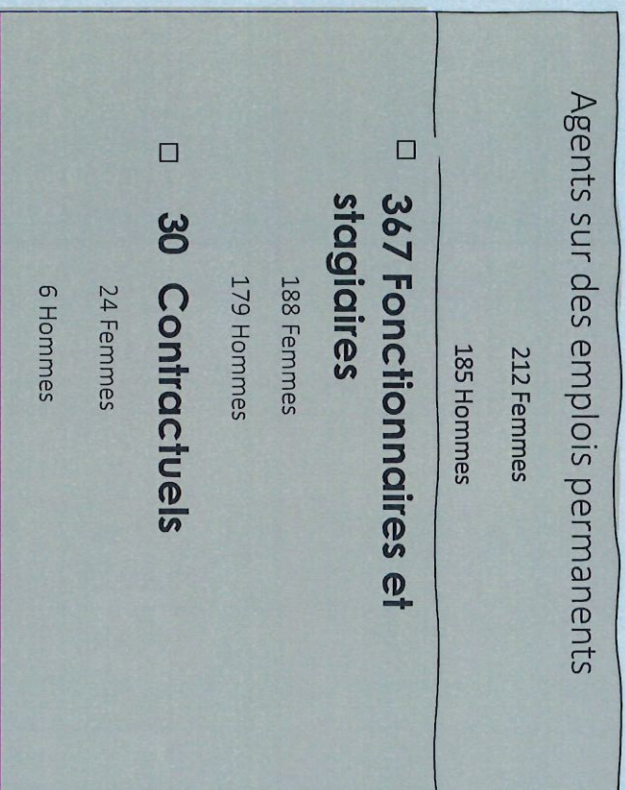 Agents sur des emplois permanents
212 Femmes
185 Hommes
☐ 367 Fonctionnaires et
stagiaires
188 Femmes
179 Hommes
☐ 30 Contractuels
24 Femmes
6 Hommes